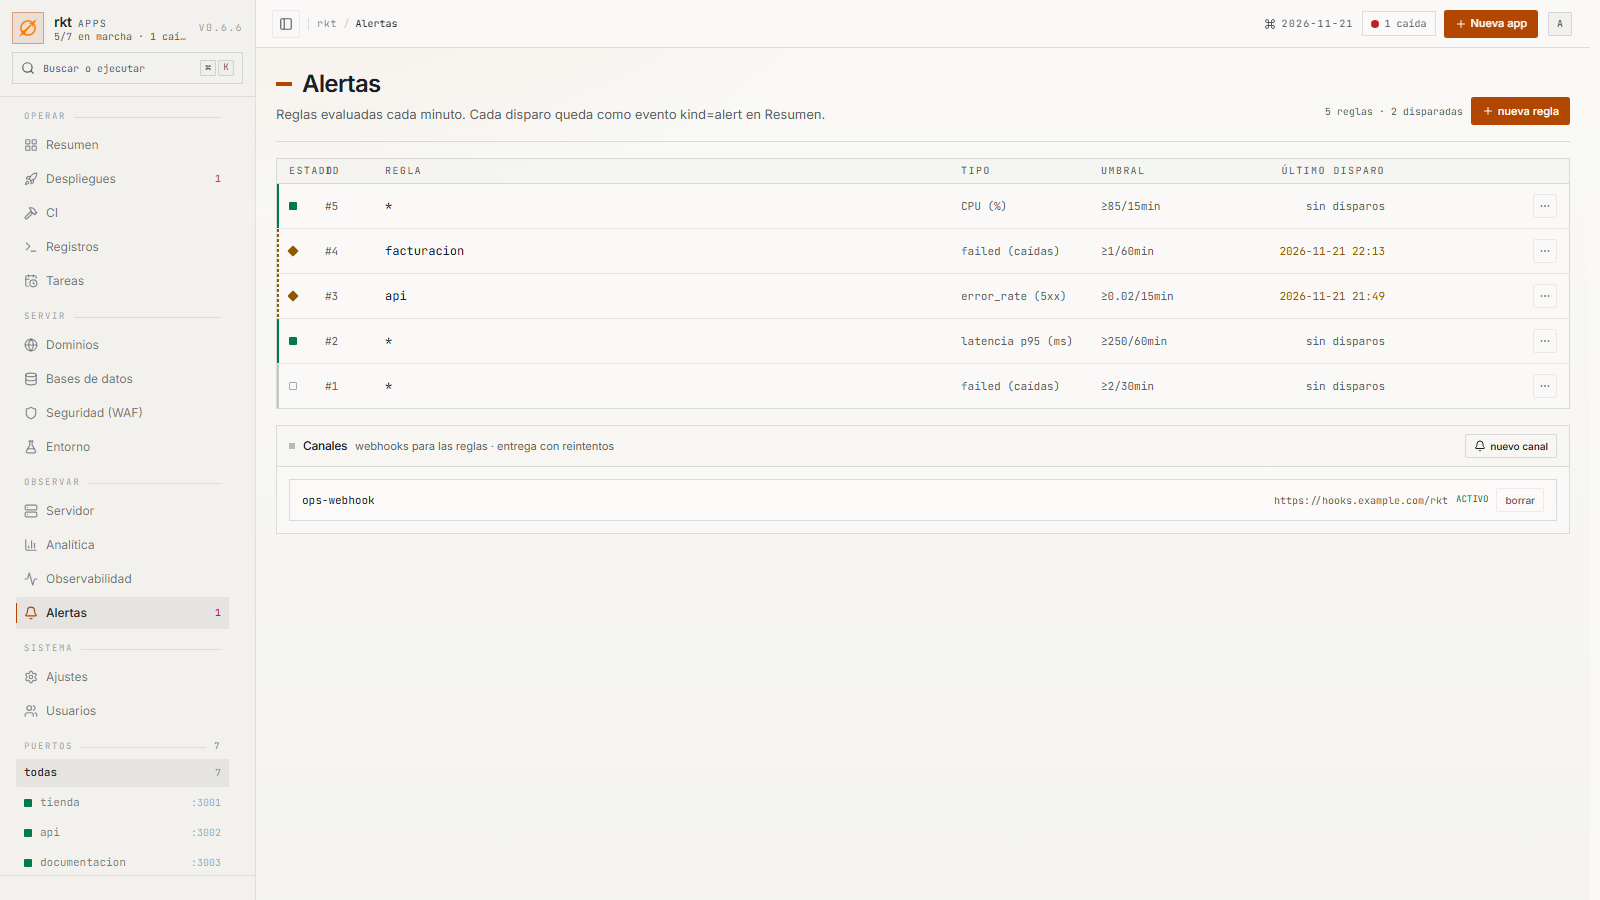 rkt APPS
5/7 en marcha · 1 caí…
V0.6.6
Buscar o ejecutar ⌘ K
OPERAR
Resumen
Despliegues 1
CI
Registros
Tareas
SERVIR
Dominios
Bases de datos
Seguridad (WAF)
Entorno
OBSERVAR
Servidor
Analítica
Observabilidad
Alertas 1
SISTEMA
Ajustes
Usuarios
PUERTOS 7
todas 7
tienda :3001
api :3002
documentacion :3003
rkt / Alertas
⌘ 2026-11-21
1 caída
+ Nueva app
A
Alertas
Reglas evaluadas cada minuto. Cada disparo queda como evento kind=alert en Resumen.
5 reglas · 2 disparadas
+ nueva regla
ESTADO ID REGLA TIPO UMBRAL ÚLTIMO DISPARO
#5 * CPU (%) ≥85/15min sin disparos ···
#4 facturacion failed (caídas) ≥1/60min 2026-11-21 22:13 ···
#3 api error_rate (5xx) ≥0.02/15min 2026-11-21 21:49 ···
#2 * latencia p95 (ms) ≥250/60min sin disparos ···
#1 * failed (caídas) ≥2/30min sin disparos ···
Canales webhooks para las reglas · entrega con reintentos
nuevo canal
ops-webhook https://hooks.example.com/rkt ACTIVO borrar